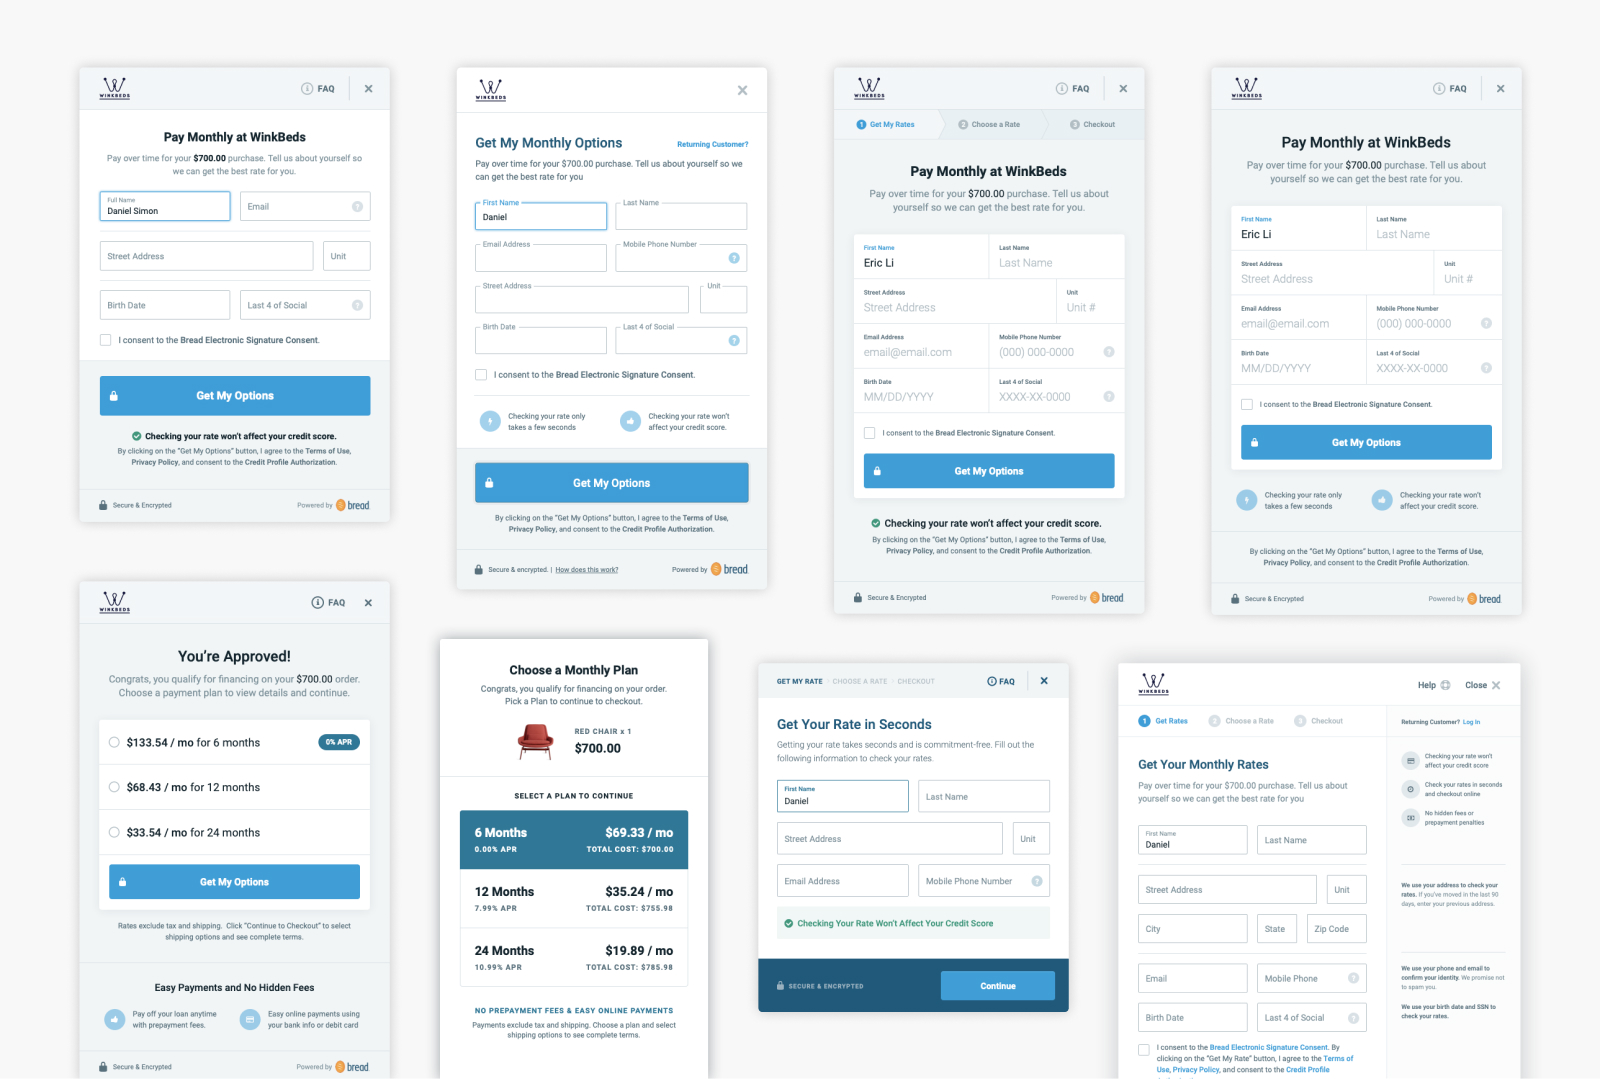 WINKBEDS
FAQ
Pay Monthly at WinkBeds
Pay over time for your $700.00 purchase. Tell us about yourself so
we can get the best rate for you.
Full Name
Daniel Simon
Email
Street Address
Unit
Birth Date
Last 4 of Social
I consent to the Bread Electronic Signature Consent.
Get My Options
Checking your rate won't affect your credit score.
By clicking on the "Get My Options" button, I agree to the Terms of Use,
Privacy Policy, and consent to the Credit Profile Authorization.
Secure & Encrypted
Powered by bread
WINKBEDS
Get My Monthly Options
Returning Customer?
Pay over time for your $700.00 purchase. Tell us about yourself so we
can get the best rate for you
First Name
Daniel
Last Name
Email Address
Mobile Phone Number
Street Address
Unit
Birth Date
Last 4 of Social
I consent to the Bread Electronic Signature Consent.
Checking your rate only
takes a few seconds
Checking your rate won't
affect your credit score.
Get My Options
By clicking on the "Get My Options" button, I agree to the Terms of Use,
Privacy Policy, and consent to the Credit Profile Authorization.
Secure & encrypted. | How does this work?
Powered by bread
WINKBEDS
FAQ
1 Get My Rates
2 Choose a Rate
3 Checkout
Pay Monthly at WinkBeds
Pay over time for your $700.00 purchase. Tell us about
yourself so we can get the best rate for you.
First Name
Eric Li
Last Name
Last Name
Street Address
Street Address
Unit
Unit #
Email Address
email@email.com
Mobile Phone Number
(000) 000-0000
Birth Date
MM/DD/YYYY
Last 4 of Social
XXXX-XX-0000
I consent to the Bread Electronic Signature Consent.
Get My Options
Checking your rate won't affect your credit score.
By clicking on the "Get My Options" button, I agree to the Terms of Use,
Privacy Policy, and consent to the Credit Profile Authorization.
Secure & Encrypted
Powered by bread
WINKBEDS
FAQ
Pay Monthly at WinkBeds
Pay over time for your $700.00 purchase. Tell us about
yourself so we can get the best rate for you.
First Name
Eric Li
Last Name
Last Name
Street Address
Street Address
Unit
Unit #
Email Address
email@email.com
Mobile Phone Number
(000) 000-0000
Birth Date
MM/DD/YYYY
Last 4 of Social
XXXX-XX-0000
I consent to the Bread Electronic Signature Consent.
Get My Options
Checking your rate only
takes a few seconds
Checking your rate won't
affect your credit score.
By clicking on the "Get My Options" button, I agree to the Terms of Use,
Privacy Policy, and consent to the Credit Profile Authorization.
Secure & Encrypted
Powered by bread
WINKBEDS
FAQ
You're Approved!
Congrats, you qualify for financing on your $700.00 order.
Choose a payment plan to view details and continue.
$133.54 / mo for 6 months
0% APR
$68.43 / mo for 12 months
$33.54 / mo for 24 months
Get My Options
Rates exclude tax and shipping. Click "Continue to Checkout" to select
shipping options and see complete terms.
Easy Payments and No Hidden Fees
Pay off your loan anytime
with prepayment fees.
Easy online payments using
your bank info or debit card
Secure & Encrypted
Powered by bread
Choose a Monthly Plan
Congrats, you qualify for financing on your order.
Pick a Plan to continue to checkout.
RED CHAIR x 1
$700.00
SELECT A PLAN TO CONTINUE
6 Months
$69.33 / mo
0.00% APR
TOTAL COST: $700.00
12 Months
$35.24 / mo
7.99% APR
TOTAL COST: $755.98
24 Months
$19.89 / mo
10.99% APR
TOTAL COST: $785.98
NO PREPAYMENT FEES & EASY ONLINE PAYMENTS
Payments exclude tax and shipping. Choose a plan and select
shipping options to see complete terms.
GET MY RATE
CHOOSE A RATE
CHECKOUT
FAQ
Get Your Rate in Seconds
Getting your rate takes seconds and is commitment-free. Fill out the
following information to check your rates.
First Name
Daniel
Last Name
Street Address
Unit
Email Address
Mobile Phone Number
Checking Your Rate Won't Affect Your Credit Score
SECURE & ENCRYPTED
Continue
WINKBEDS
Help
Close
1 Get Rates
2 Choose a Rate
3 Checkout
Get Your Monthly Rates
Pay over time for your $700.00 purchase. Tell us about
yourself so we can get the best rate for you
First Name
Daniel
Last Name
Street Address
Unit
City
State
Zip Code
Email
Mobile Phone
Birth Date
Last 4 of Social
I consent to the Bread Electronic Signature Consent. By
clicking on the "Get My Rate" button, I agree to the Terms of
Use, Privacy Policy, and consent to the Credit Profile
Returning Customer? Log In
Checking your rate won't
affect your credit score
Check your rates in seconds
and checkout online
No hidden fees or
prepayment penalties
We use your address to check your
rates. If you've moved in the last 90
days, enter your previous address.
We use your phone and email to
confirm your identity. We promise not
to spam you.
We use your birth date and SSN to
check your rates.